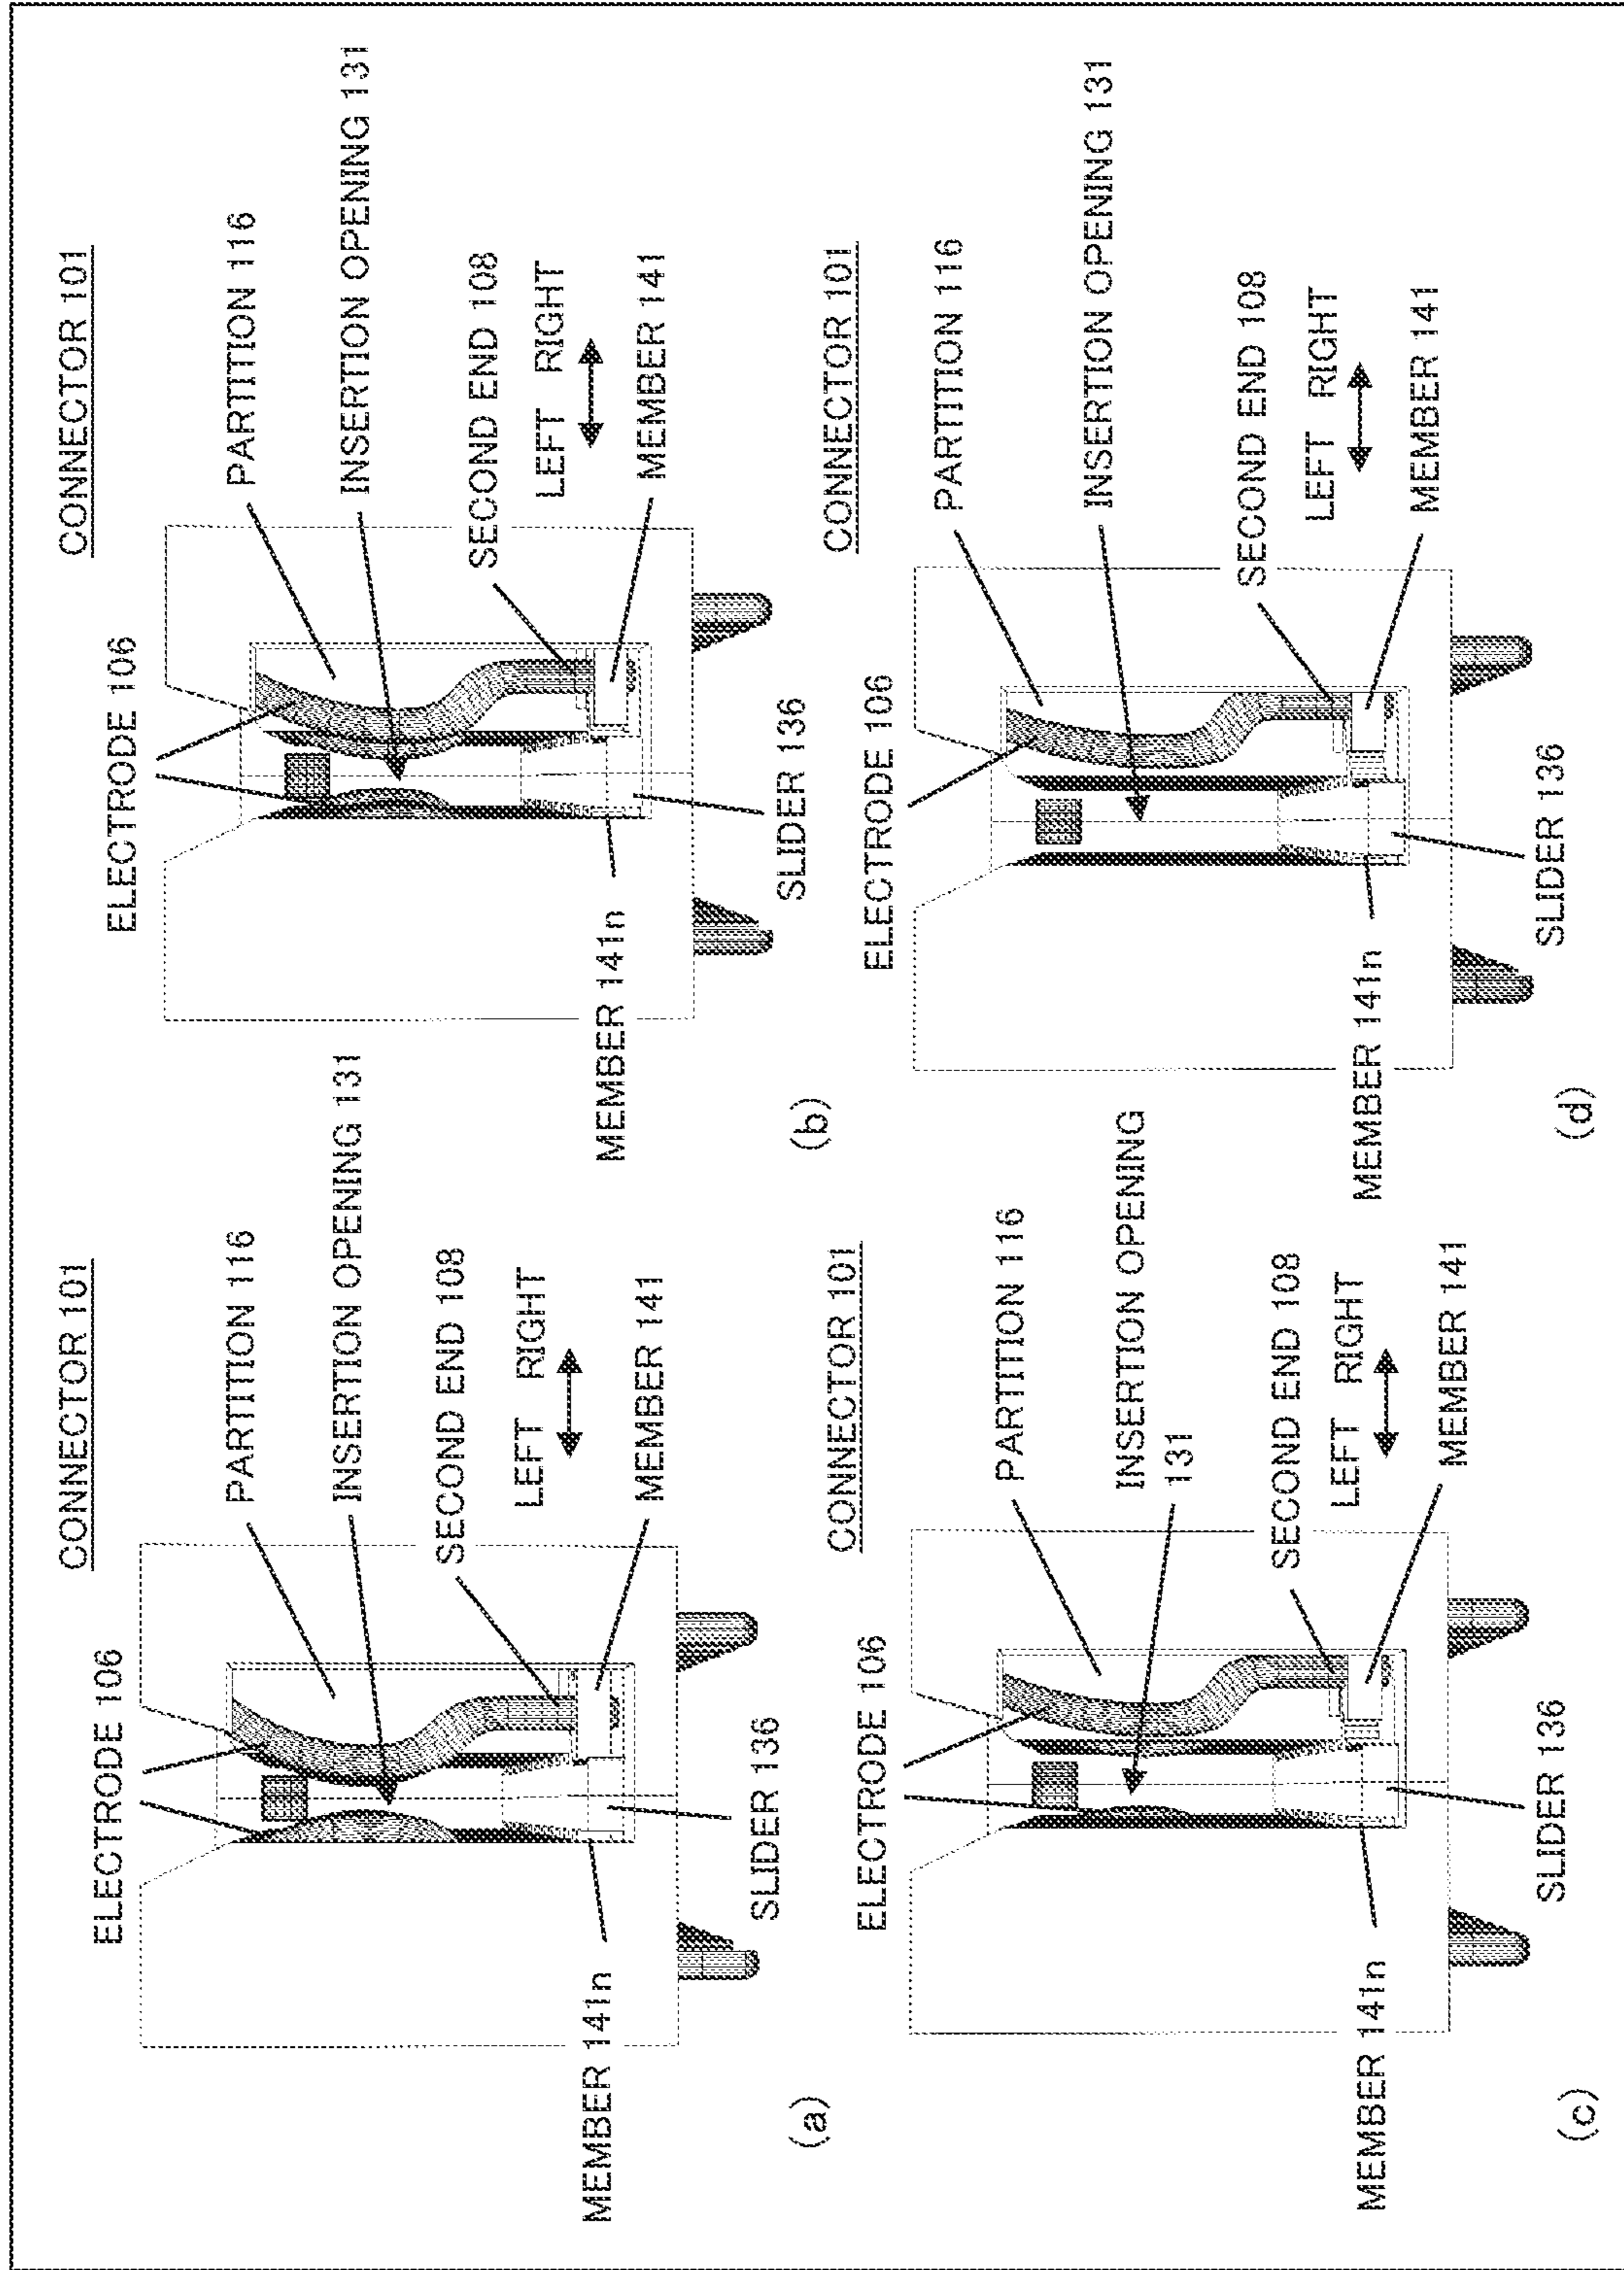 CONNECTOR 101
ELECTRODE 106
PARTITION 116
INSERTION OPENING 131
SECOND END 108
LEFT RIGHT
MEMBER 141
MEMBER 141n
SLIDER 136
(a)
CONNECTOR 101
ELECTRODE 106
PARTITION 116
INSERTION OPENING 131
SECOND END 108
LEFT RIGHT
MEMBER 141
MEMBER 141n
SLIDER 136
(b)
CONNECTOR 101
ELECTRODE 106
PARTITION 116
INSERTION OPENING
131
SECOND END 108
LEFT RIGHT
MEMBER 141
MEMBER 141n
SLIDER 136
(c)
CONNECTOR 101
ELECTRODE 106
PARTITION 116
INSERTION OPENING 131
SECOND END 108
LEFT RIGHT
MEMBER 141
MEMBER 141n
SLIDER 136
(d)